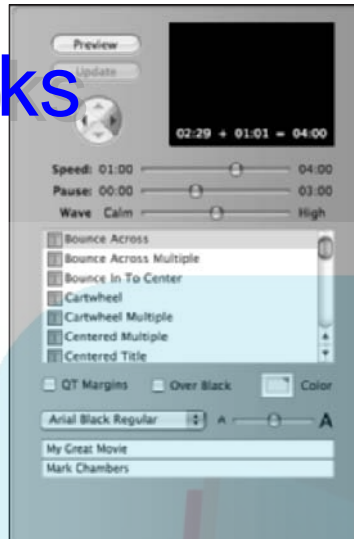 Preview
ks
Update
02:29 + 01:01 = 04:00
Speed: 01:00 04:00
Pause: 00:00 03:00
Wave Calm High
Bounce Across
Bounce Across Multiple
Bounce In To Center
Cartwheel
Cartwheel Multiple
Centered Multiple
Centered Title
QT Margins Over Black Color
Arial Black Regular A A
My Great Movie
Mark Chambers